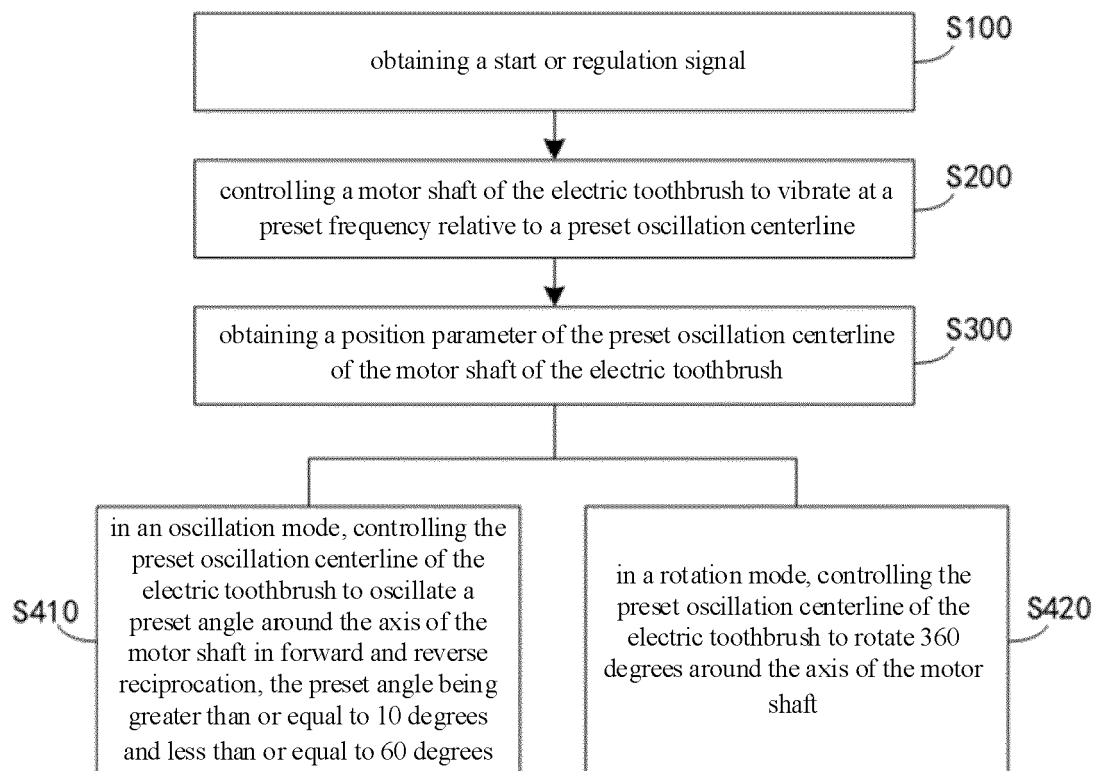 S100
obtaining a start or regulation signal
S200
controlling a motor shaft of the electric toothbrush to vibrate at a
preset frequency relative to a preset oscillation centerline
S300
obtaining a position parameter of the preset oscillation centerline
of the motor shaft of the electric toothbrush
S410
in an oscillation mode, controlling the
preset oscillation centerline of the
electric toothbrush to oscillate a
preset angle around the axis of the
motor shaft in forward and reverse
reciprocation, the preset angle being
greater than or equal to 10 degrees
and less than or equal to 60 degrees
S420
in a rotation mode, controlling the
preset oscillation centerline of the
electric toothbrush to rotate 360
degrees around the axis of the motor
shaft